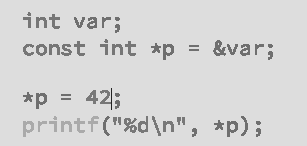 int var;
const int *p = &var;
*p = 42;
printf("%d\n", *p);